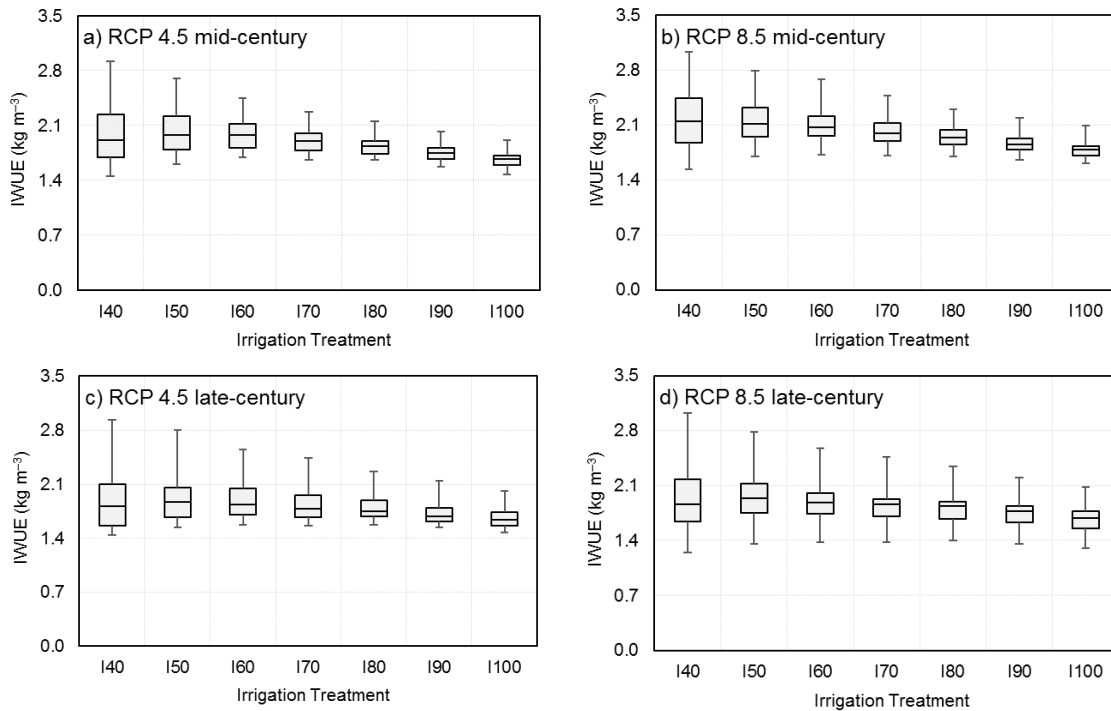 a) RCP 4.5 mid-century
IWUE (kg m⁻³)
3.5
2.8
2.1
1.4
0.7
0.0
I40 I50 I60 I70 I80 I90 I100
Irrigation Treatment
b) RCP 8.5 mid-century
IWUE (kg m⁻³)
3.5
2.8
2.1
1.4
0.7
0.0
I40 I50 I60 I70 I80 I90 I100
Irrigation Treatment
c) RCP 4.5 late-century
IWUE (kg m⁻³)
3.5
2.8
2.1
1.4
0.7
0.0
I40 I50 I60 I70 I80 I90 I100
Irrigation Treatment
d) RCP 8.5 late-century
IWUE (kg m⁻³)
3.5
2.8
2.1
1.4
0.7
0.0
I40 I50 I60 I70 I80 I90 I100
Irrigation Treatment